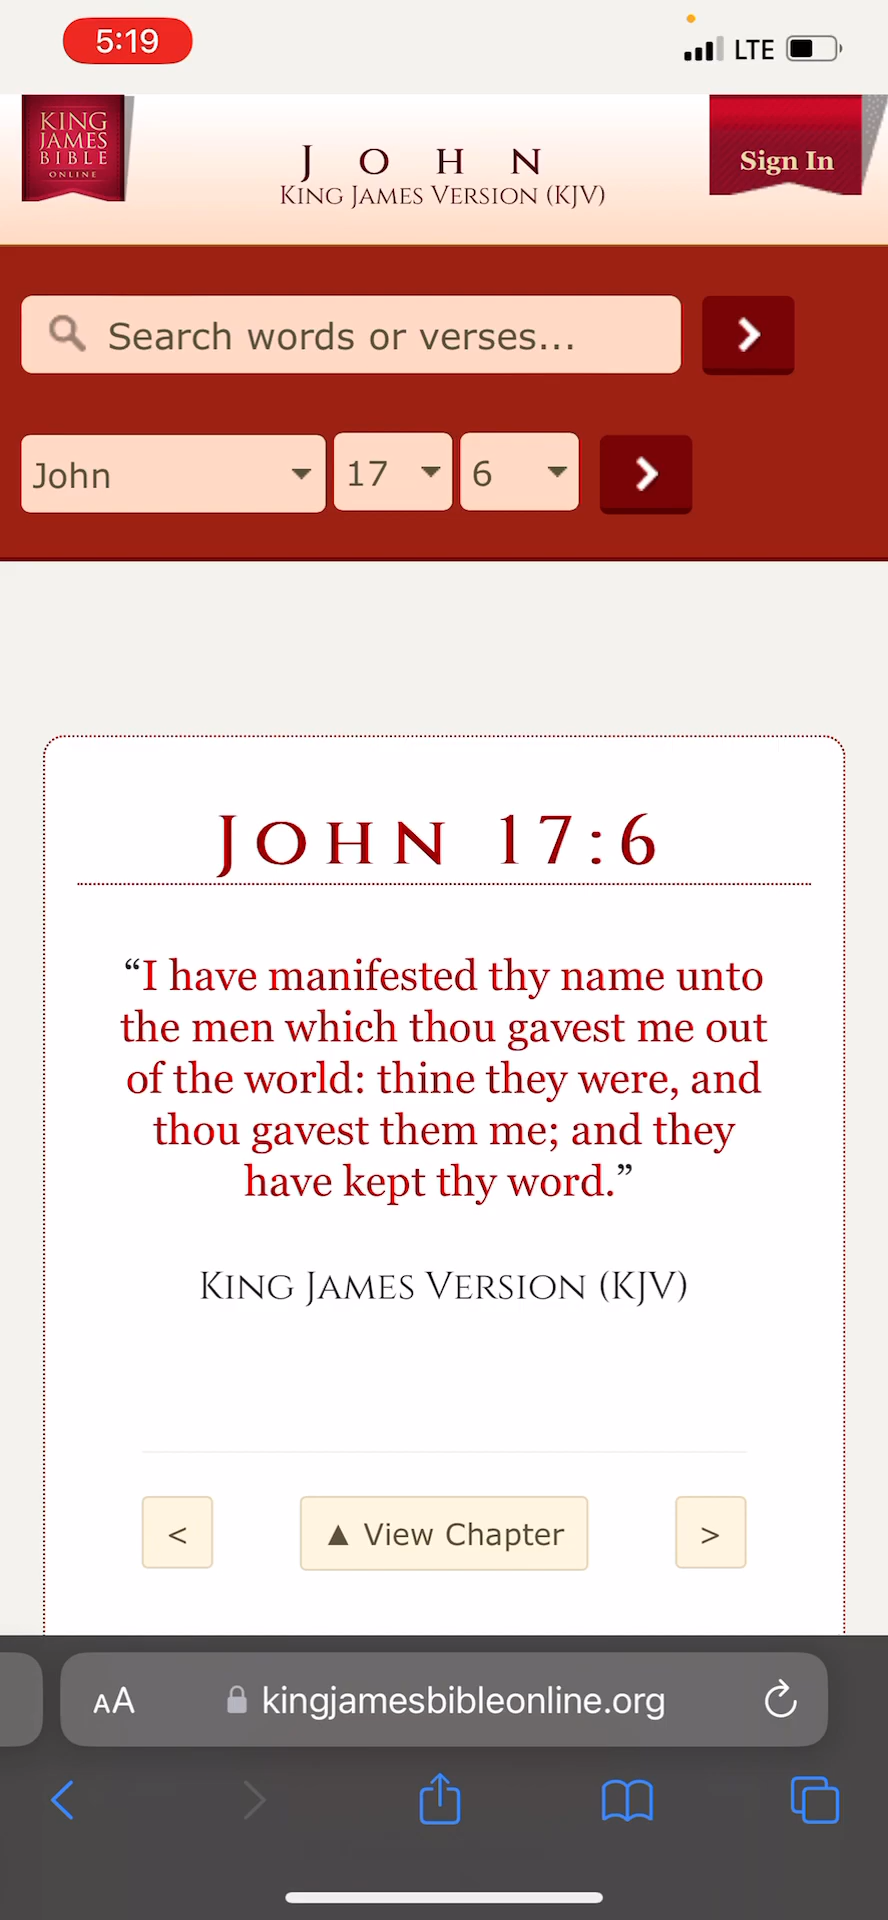 5:19
LTE
KING
JAMES
BIBLE
ONLINE
JOHN
KING JAMES VERSION (KJV)
Sign In
Search words or verses...
John
17
6
JOHN 17:6
“I have manifested thy name unto
the men which thou gavest me out
of the world: thine they were, and
thou gavest them me; and they
have kept thy word.”
KING JAMES VERSION (KJV)
<
▲ View Chapter
>
AA
kingjamesbibleonline.org